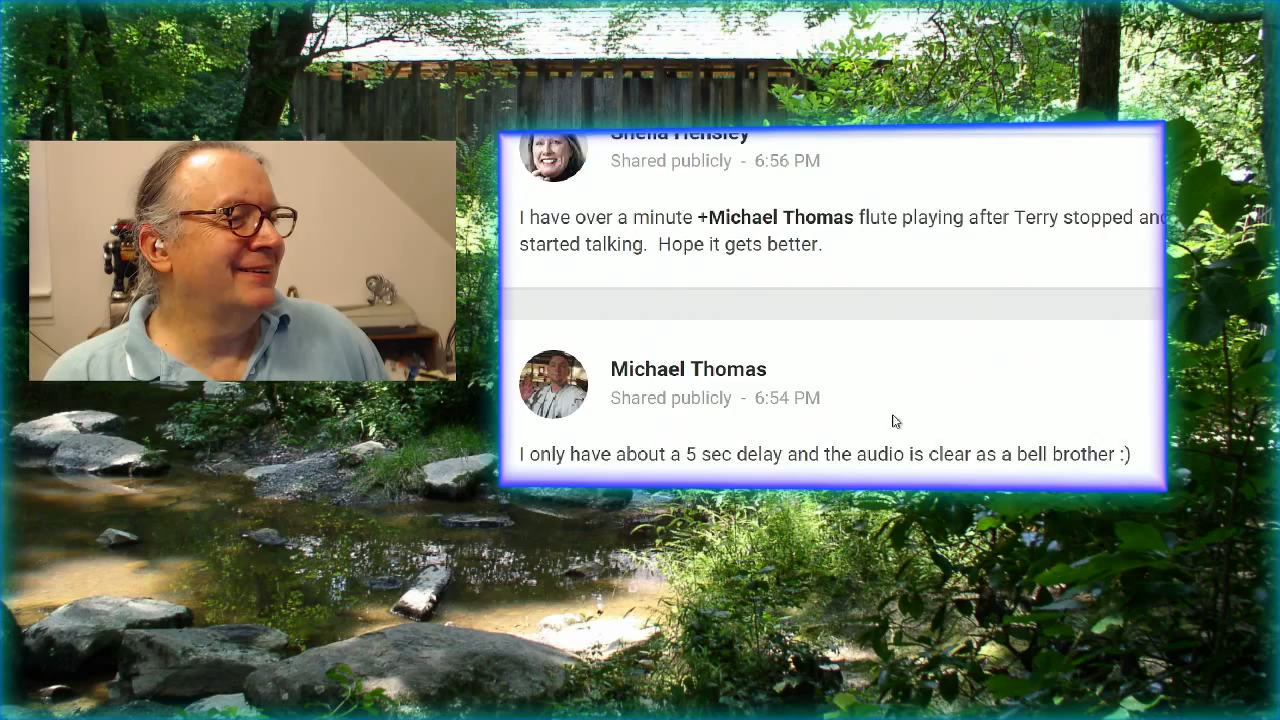 Sheila Hensley
Shared publicly - 6:56 PM
I have over a minute +Michael Thomas flute playing after Terry stopped and
started talking.  Hope it gets better.
Michael Thomas
Shared publicly - 6:54 PM
I only have about a 5 sec delay and the audio is clear as a bell brother :)